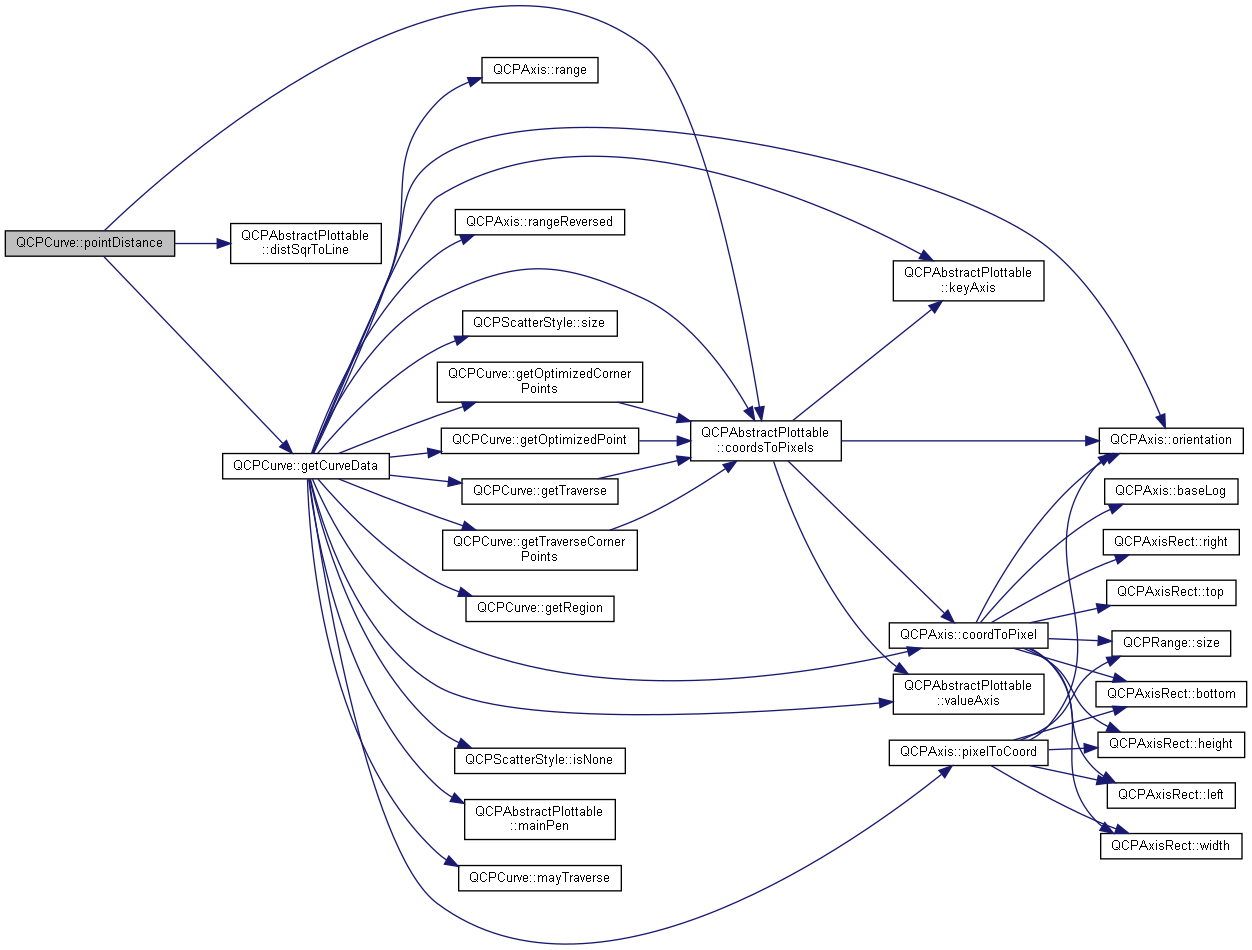 QCPCurve::pointDistance
QCPAbstractPlottable
::distSqrToLine
QCPCurve::getCurveData
QCPAxis::range
QCPAxis::rangeReversed
QCPScatterStyle::size
QCPCurve::getOptimizedCorner
Points
QCPCurve::getOptimizedPoint
QCPCurve::getTraverse
QCPCurve::getTraverseCorner
Points
QCPCurve::getRegion
QCPScatterStyle::isNone
QCPAbstractPlottable
::mainPen
QCPCurve::mayTraverse
QCPAbstractPlottable
::coordsToPixels
QCPAbstractPlottable
::keyAxis
QCPAxis::coordToPixel
QCPAbstractPlottable
::valueAxis
QCPAxis::pixelToCoord
QCPAxis::orientation
QCPAxis::baseLog
QCPAxisRect::right
QCPAxisRect::top
QCPRange::size
QCPAxisRect::bottom
QCPAxisRect::height
QCPAxisRect::left
QCPAxisRect::width